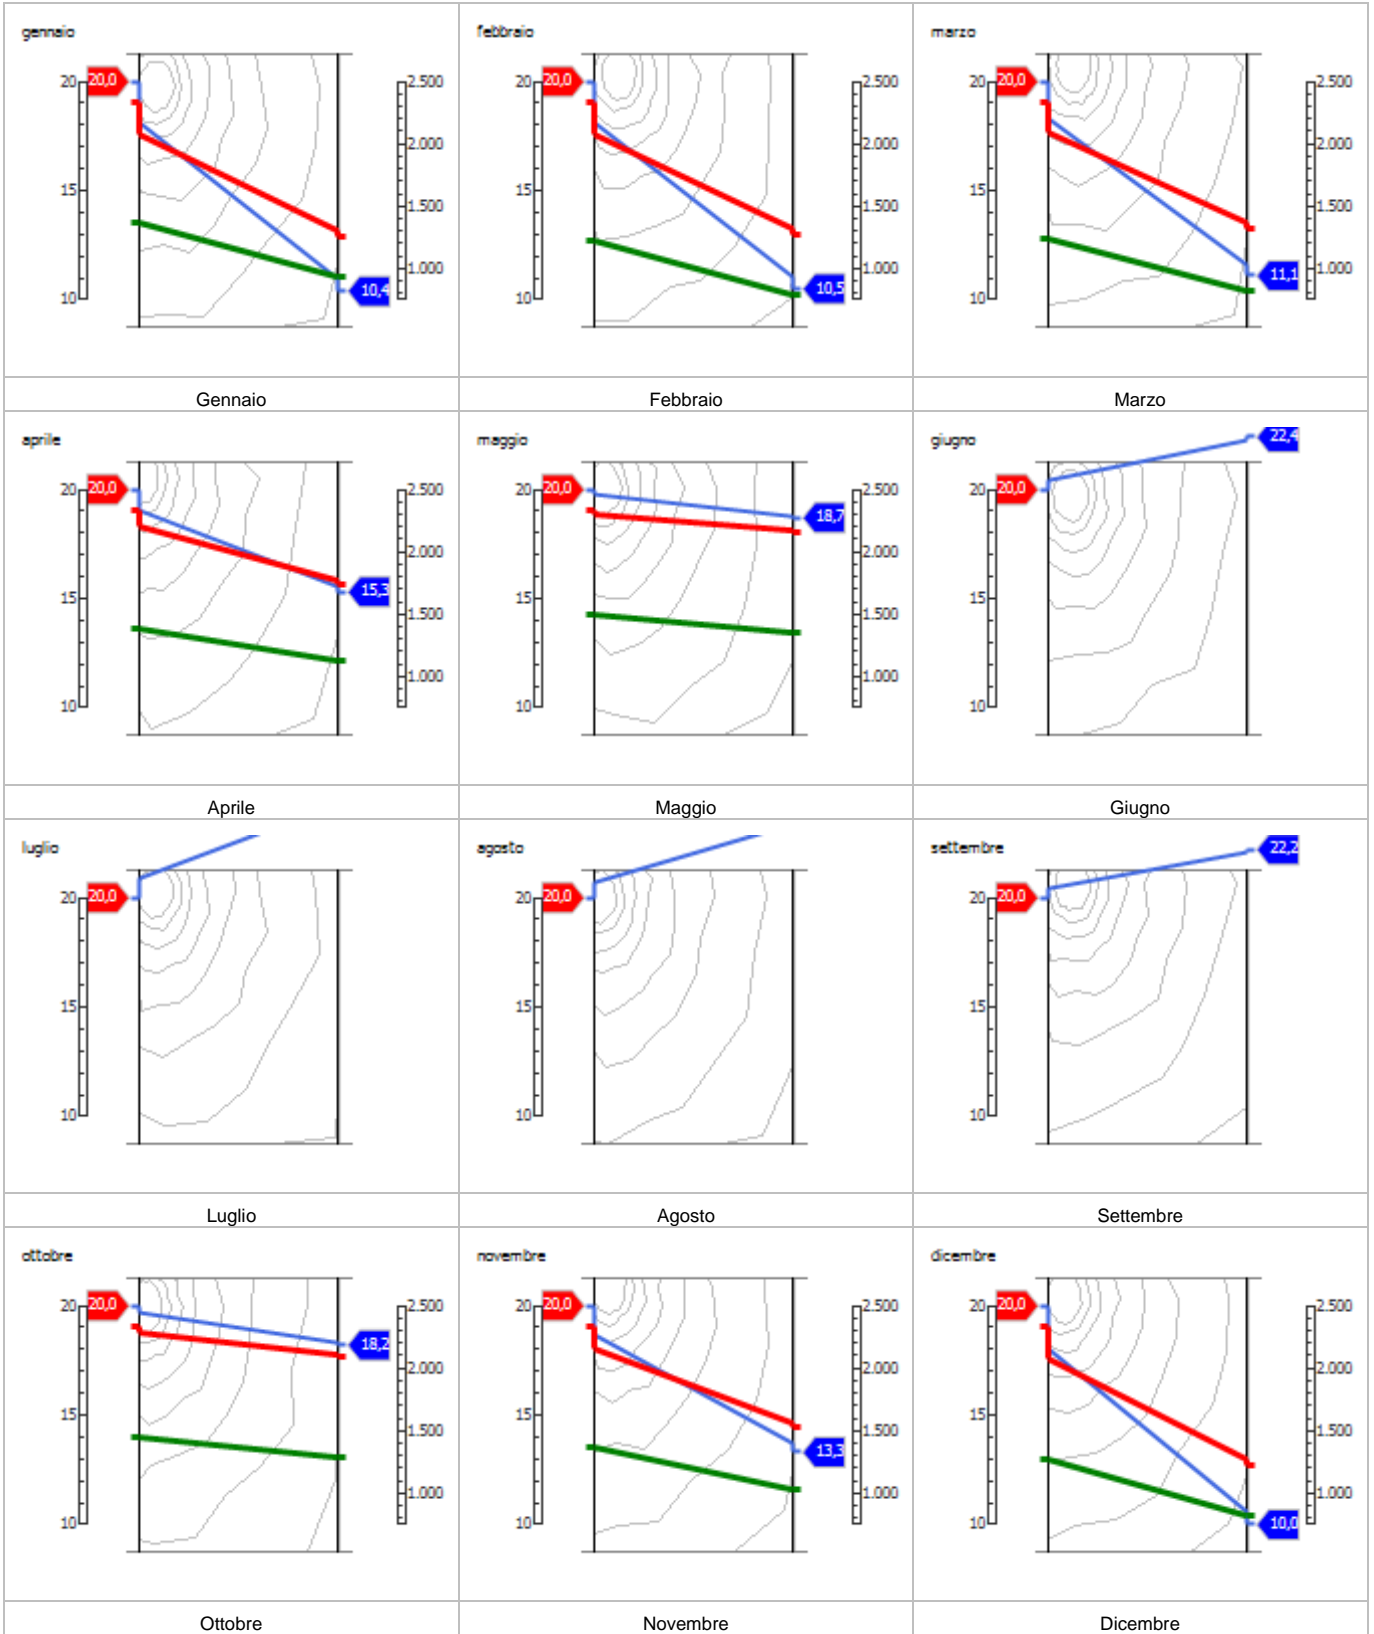 gennaio
20 20,0 2.500
2.000
15 1.500
1.000
10 10,4
Gennaio
febbraio
20 20,0 2.500
2.000
15 1.500
1.000
10 10,5
Febbraio
marzo
20 20,0 2.500
2.000
15 1.500
1.000
10 11,1
Marzo
aprile
20 20,0 2.500
2.000
15 15,3 1.500
1.000
10
Aprile
maggio
20 20,0 2.500
18,7
2.000
15 1.500
1.000
10
Maggio
giugno
22,4
20 20,0
15
10
Giugno
luglio
20 20,0
15
10
Luglio
agosto
20 20,0
15
10
Agosto
settembre
22,2
20 20,0
15
10
Settembre
ottobre
20 20,0 2.500
18,2
2.000
15 1.500
1.000
10
Ottobre
novembre
20 20,0 2.500
2.000
15 1.500
13,3
1.000
10
Novembre
dicembre
20 20,0 2.500
2.000
15 1.500
1.000
10 10,0
Dicembre